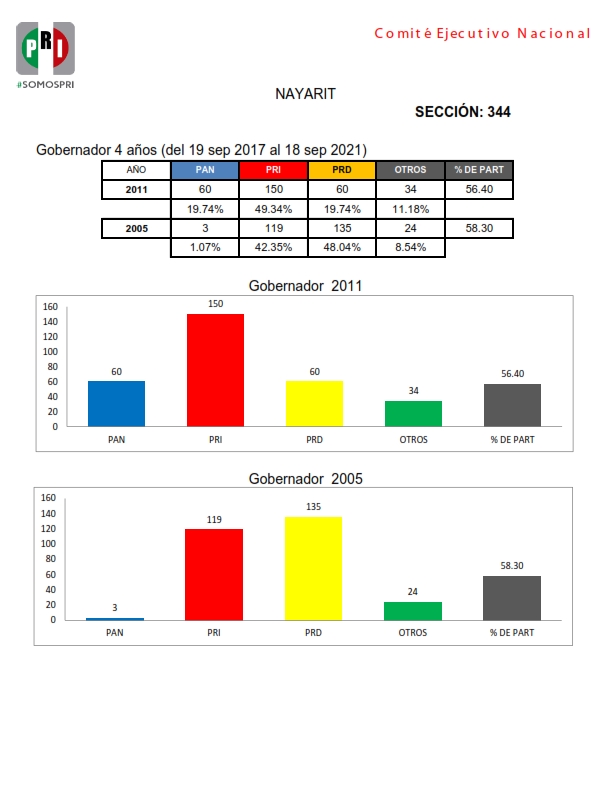 Comité Ejecutivo Nacional
PRI
#SOMOSPRI
NAYARIT
SECCIÓN: 344
Gobernador 4 años (del 19 sep 2017 al 18 sep 2021)
AÑO PAN PRI PRD OTROS % DE PART
2011 60 150 60 34 56.40
19.74% 49.34% 19.74% 11.18%
2005 3 119 135 24 58.30
1.07% 42.35% 48.04% 8.54%
Gobernador 2011
160
140
120
100
80
60
40
20
0
60 150 60 34 56.40
PAN PRI PRD OTROS % DE PART
Gobernador 2005
160
140
120
100
80
60
40
20
0
3 119 135 24 58.30
PAN PRI PRD OTROS % DE PART